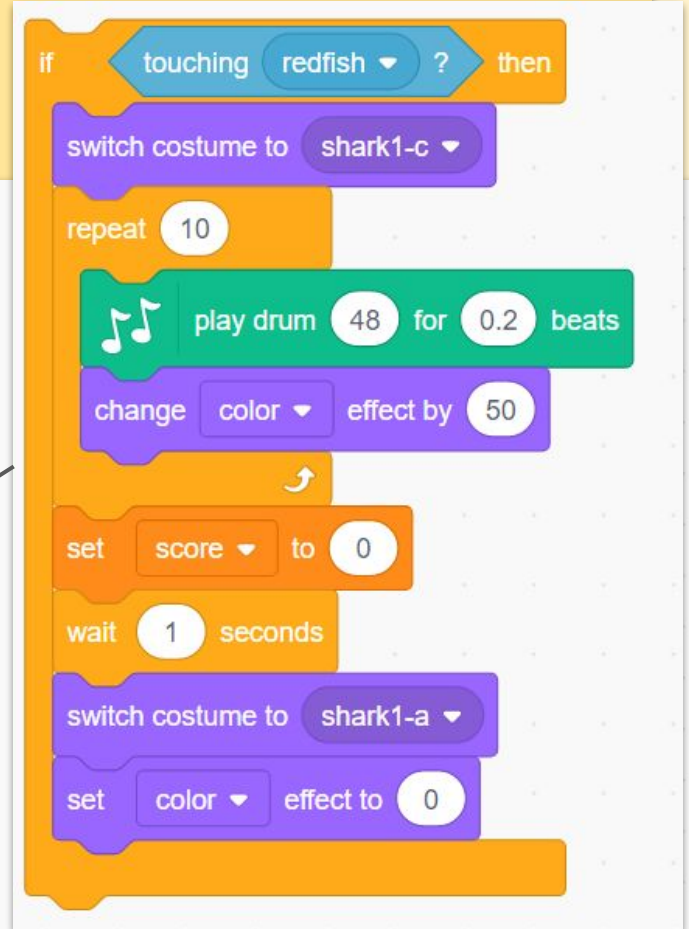 if touching redfish ? then
switch costume to shark1-c
repeat 10
play drum 48 for 0.2 beats
change color effect by 50
set score to 0
wait 1 seconds
switch costume to shark1-a
set color effect to 0